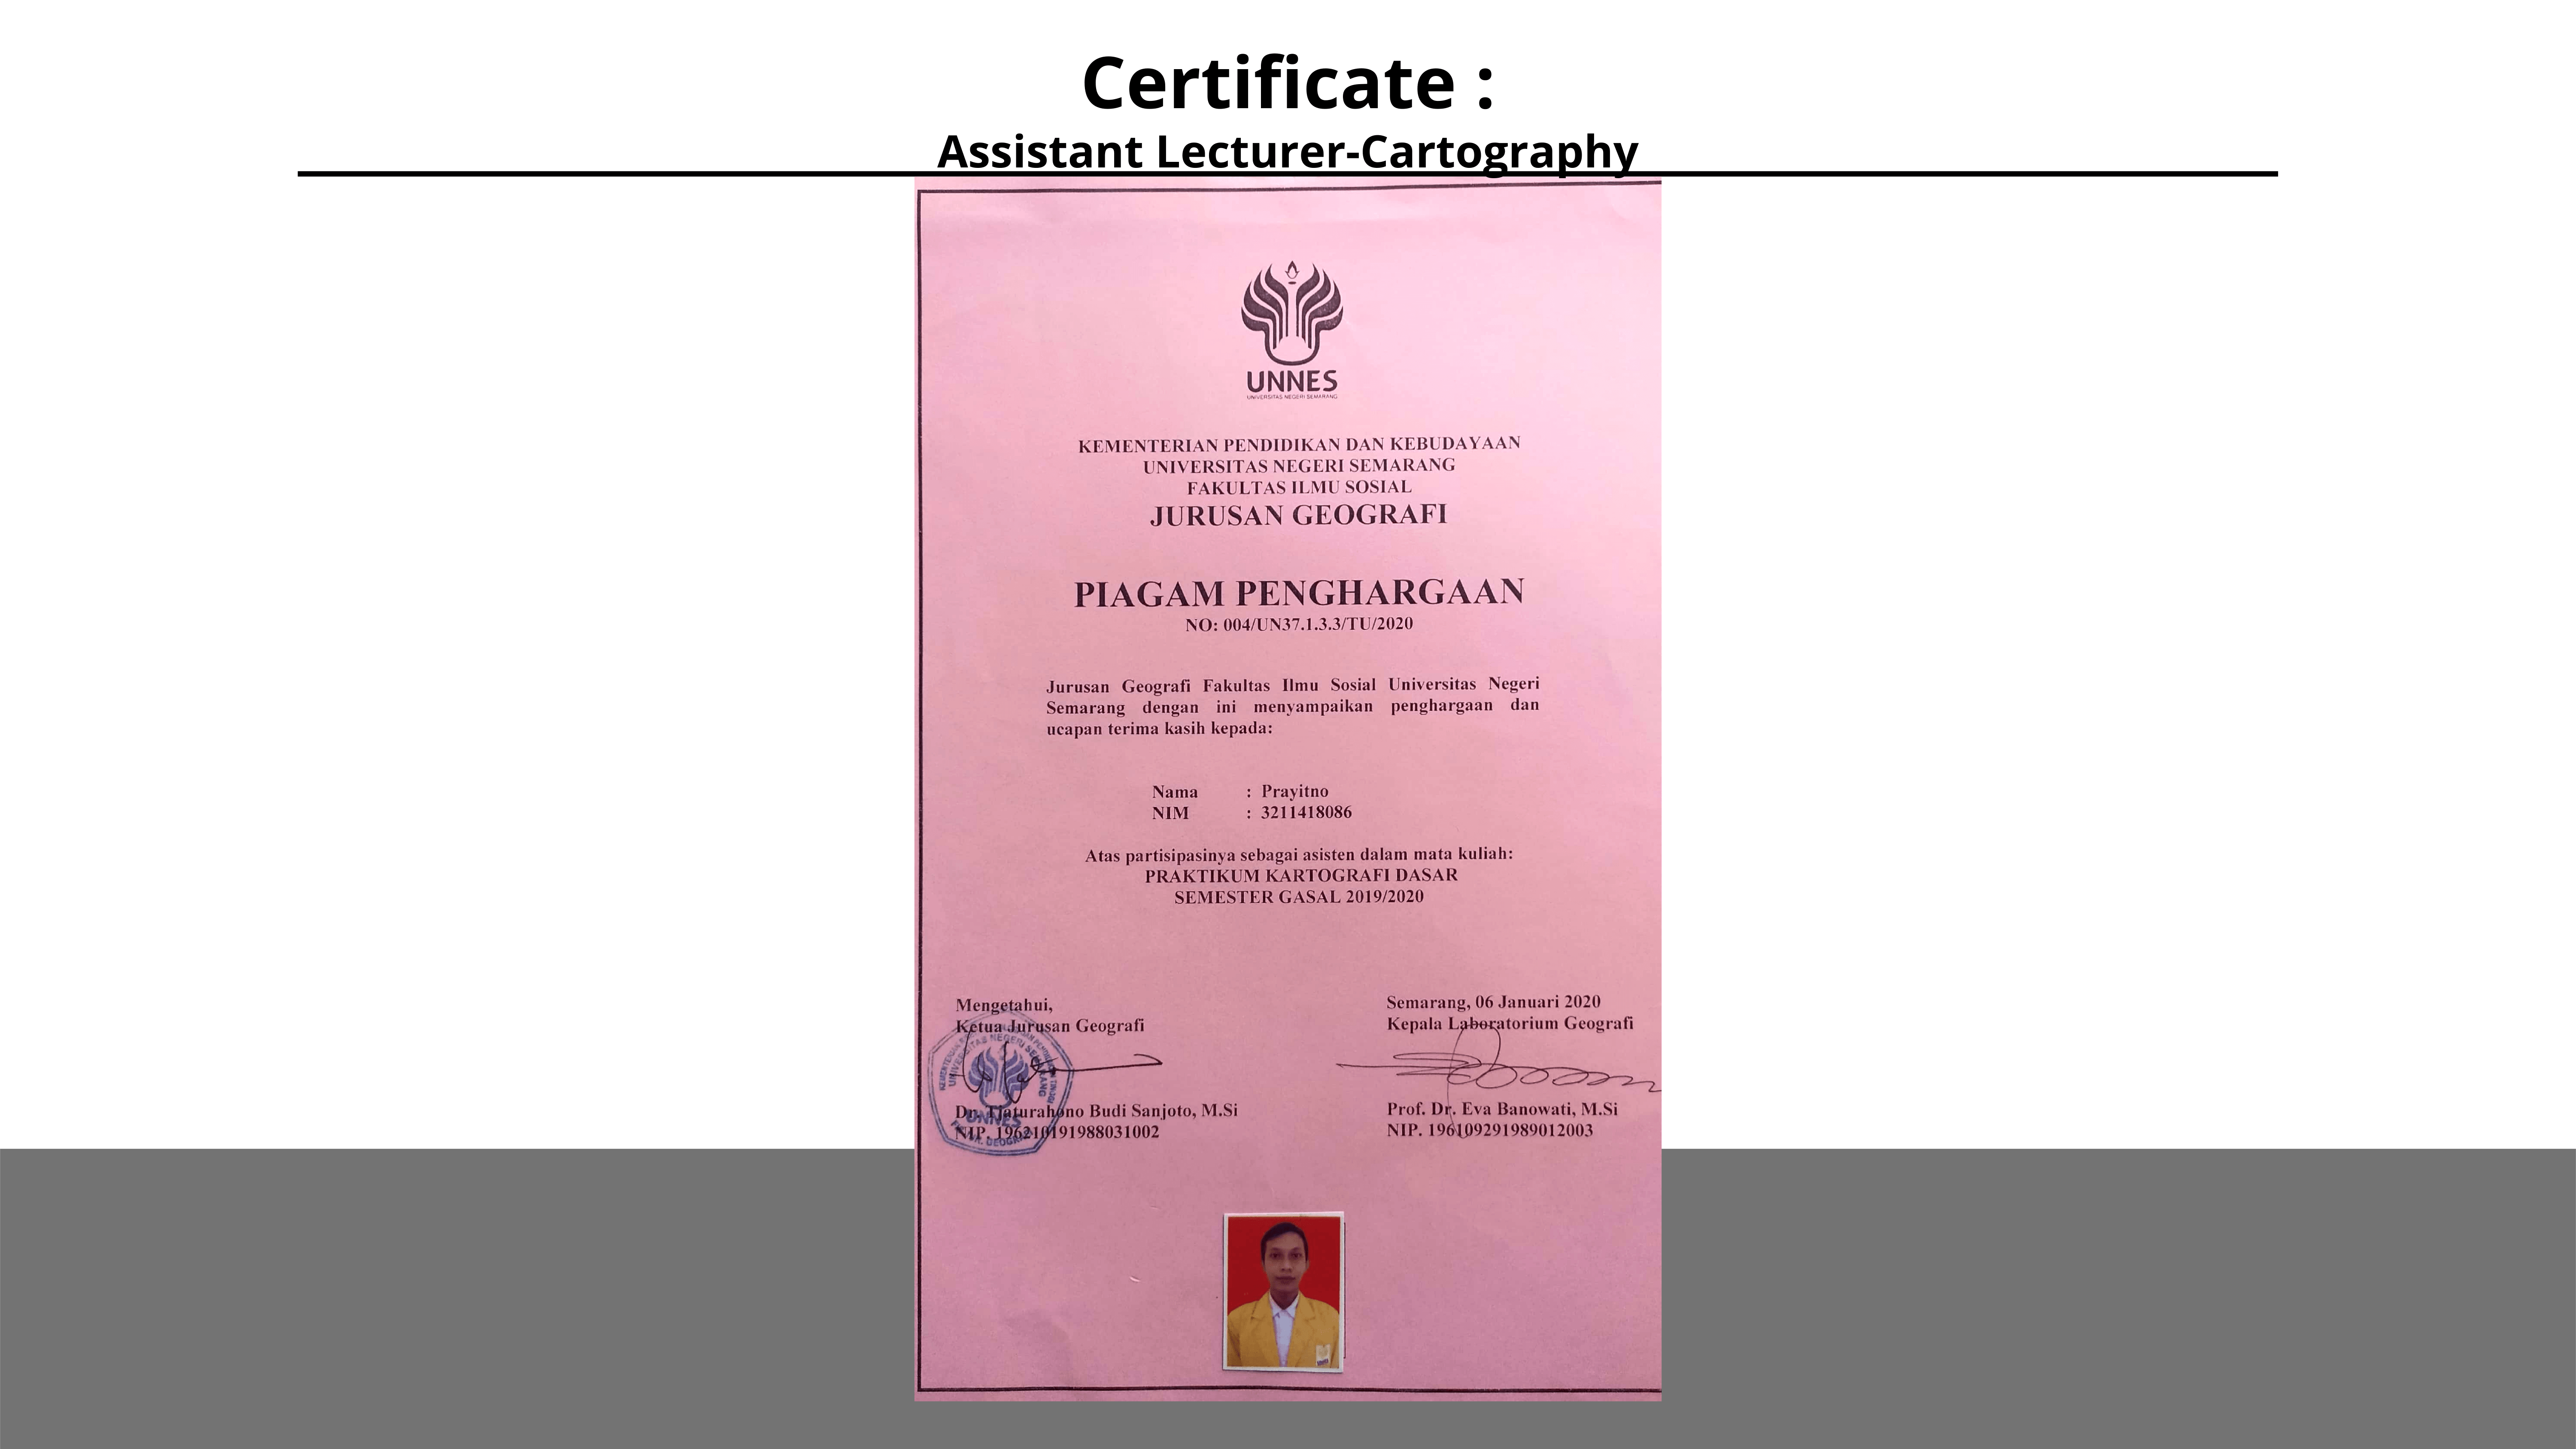 Certificate :
Assistant Lecturer-Cartography
UNNES
UNIVERSITAS NEGERI SEMARANG
KEMENTERIAN PENDIDIKAN DAN KEBUDAYAAN
UNIVERSITAS NEGERI SEMARANG
FAKULTAS ILMU SOSIAL
JURUSAN GEOGRAFI
PIAGAM PENGHARGAAN
NO: 004/UN37.1.3.3/TU/2020
Jurusan Geografi Fakultas Ilmu Sosial Universitas Negeri
Semarang dengan ini menyampaikan penghargaan dan
ucapan terima kasih kepada:
Nama : Prayitno
NIM : 3211418086
Atas partisipasinya sebagai asisten dalam mata kuliah:
PRAKTIKUM KARTOGRAFI DASAR
SEMESTER GASAL 2019/2020
Mengetahui,
Ketua Jurusan Geografi
UNIVERSITAS NEGERI SEMARANG
UNNES
Dr. Tjaturahono Budi Sanjoto, M.Si
NIP. 196210191988031002
Semarang, 06 Januari 2020
Kepala Laboratorium Geografi
Prof. Dr. Eva Banowati, M.Si
NIP. 196109291989012003